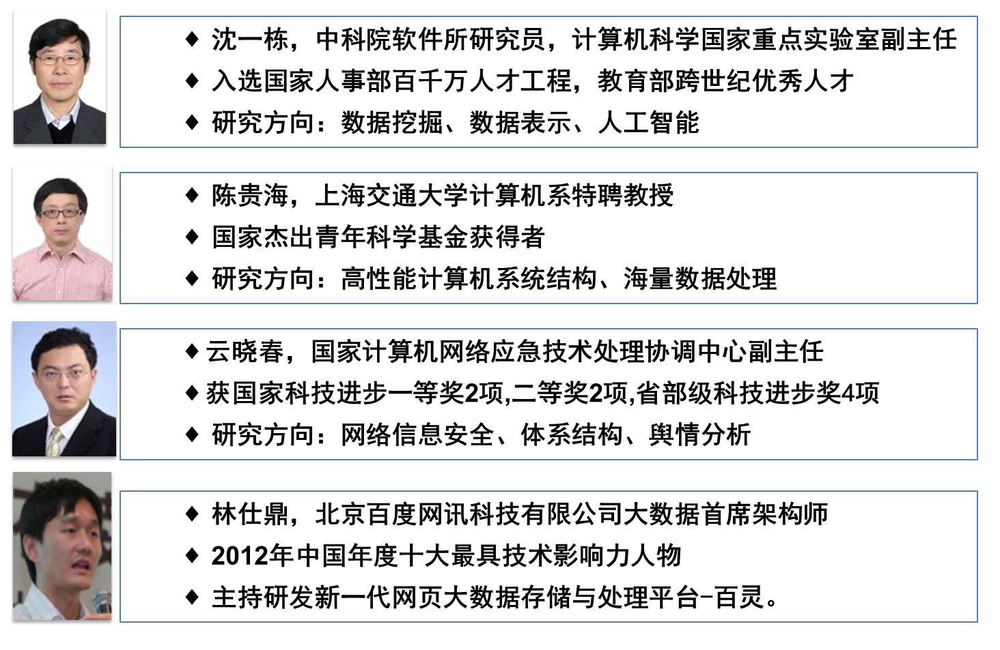 ♦ 沈一栋，中科院软件所研究员，计算机科学国家重点实验室副主任
♦ 入选国家人事部百千万人才工程，教育部跨世纪优秀人才
♦ 研究方向：数据挖掘、数据表示、人工智能
♦ 陈贵海，上海交通大学计算机系特聘教授
♦ 国家杰出青年科学基金获得者
♦ 研究方向：高性能计算机系统结构、海量数据处理
♦ 云晓春，国家计算机网络应急技术处理协调中心副主任
♦ 获国家科技进步一等奖2项,二等奖2项,省部级科技进步奖4项
♦ 研究方向：网络信息安全、体系结构、舆情分析
♦ 林仕鼎，北京百度网讯科技有限公司大数据首席架构师
♦ 2012年中国年度十大最具技术影响力人物
♦ 主持研发新一代网页大数据存储与处理平台-百灵。